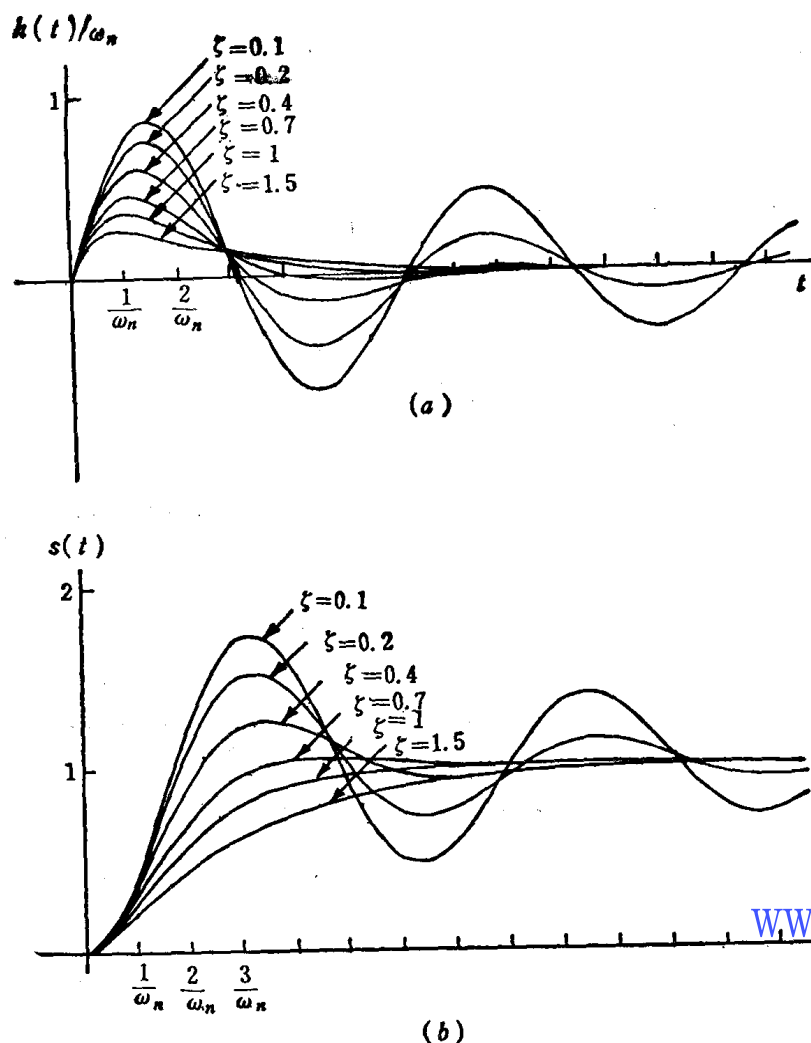 h(t)/ωₙ
ζ=0.1
ζ=0.2
ζ=0.4
ζ=0.7
ζ=1
ζ=1.5
1
1/ωₙ
2/ωₙ
t
(a)
s(t)
2
ζ=0.1
ζ=0.2
ζ=0.4
ζ=0.7
ζ=1
ζ=1.5
1
WW
1/ωₙ
2/ωₙ
3/ωₙ
(b)